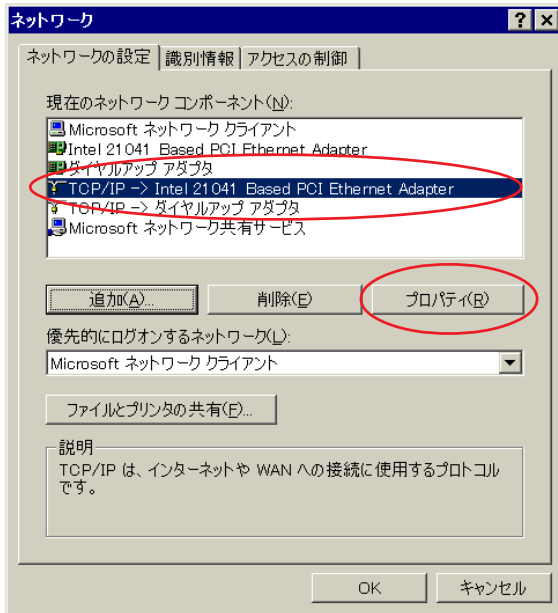 ネットワーク
ネットワークの設定 識別情報 アクセスの制御
現在のネットワーク コンポーネント(N):
Microsoft ネットワーク クライアント
Intel 21041 Based PCI Ethernet Adapter
ダイヤルアップ アダプタ
TCP/IP -> Intel 21041 Based PCI Ethernet Adapter
TCP/IP -> ダイヤルアップ アダプタ
Microsoft ネットワーク共有サービス
追加(A)... 削除(E) プロパティ(R)
優先的にログオンするネットワーク(L):
Microsoft ネットワーク クライアント
ファイルとプリンタの共有(F)...
説明
TCP/IP は、インターネットや WAN への接続に使用するプロトコル
です。
OK キャンセル